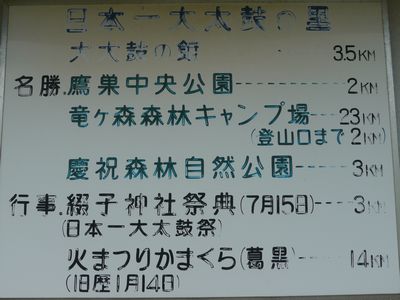 日本一大太鼓の里
大太鼓の館 3.5KM
名勝.鷹巣中央公園-----2KM
竜ヶ森森林キャンプ場---23KM
(登山口まで2KM)
慶祝森林自然公園----3KM
行事.綴子神社祭典(7月15日)---3KM
(日本一大太鼓祭)
火まつりかまくら(葛黒)----14KM
(旧歴1月14日)